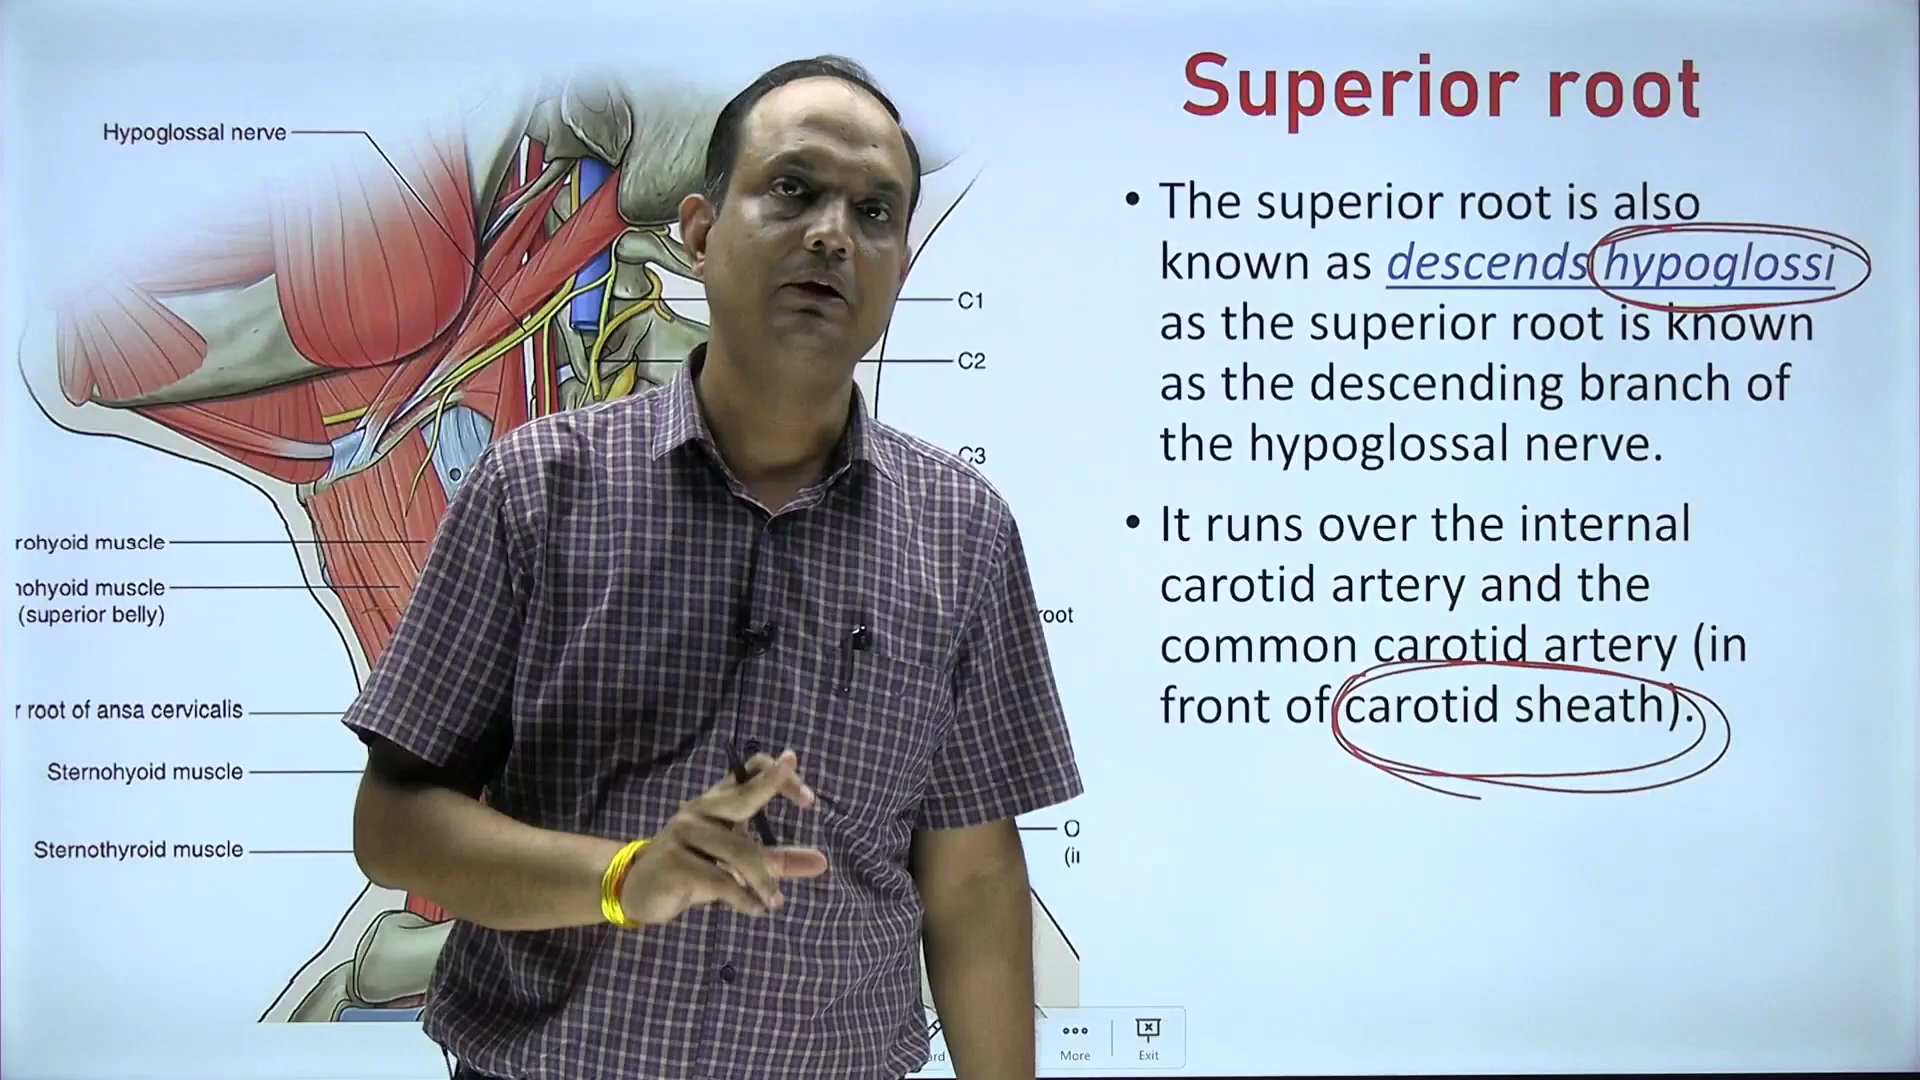 Superior root
Hypoglossal nerve
• The superior root is also
known as descends hypoglossi
as the superior root is known
as the descending branch of
the hypoglossal nerve.
• It runs over the internal
carotid artery and the
common carotid artery (in
front of carotid sheath).
C1
C2
C3
rohyoid muscle
nohyoid muscle
(superior belly)
root
r root of ansa cervicalis
Sternohyoid muscle
Sternothyroid muscle
More
Exit